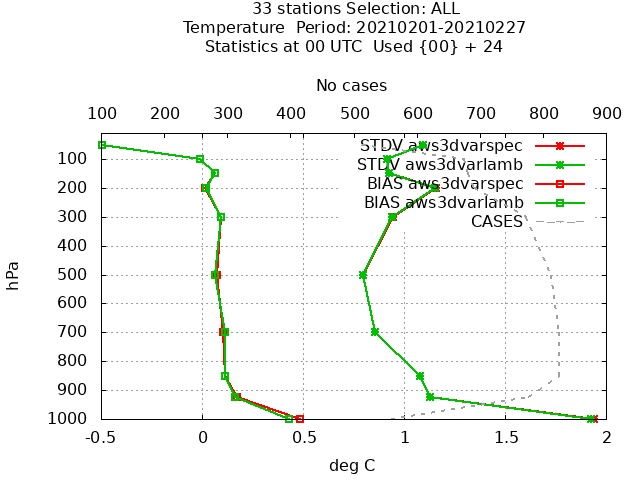 33 stations Selection: ALL
Temperature  Period: 20210201-20210227
Statistics at 00 UTC  Used {00} + 24
No cases
100 200 300 400 500 600 700 800 900
STDV aws3dvarspec
STDV aws3dvarlamb
BIAS aws3dvarspec
BIAS aws3dvarlamb
CASES
hPa
100
200
300
400
500
600
700
800
900
1000
-0.5 0 0.5 1 1.5 2
deg C